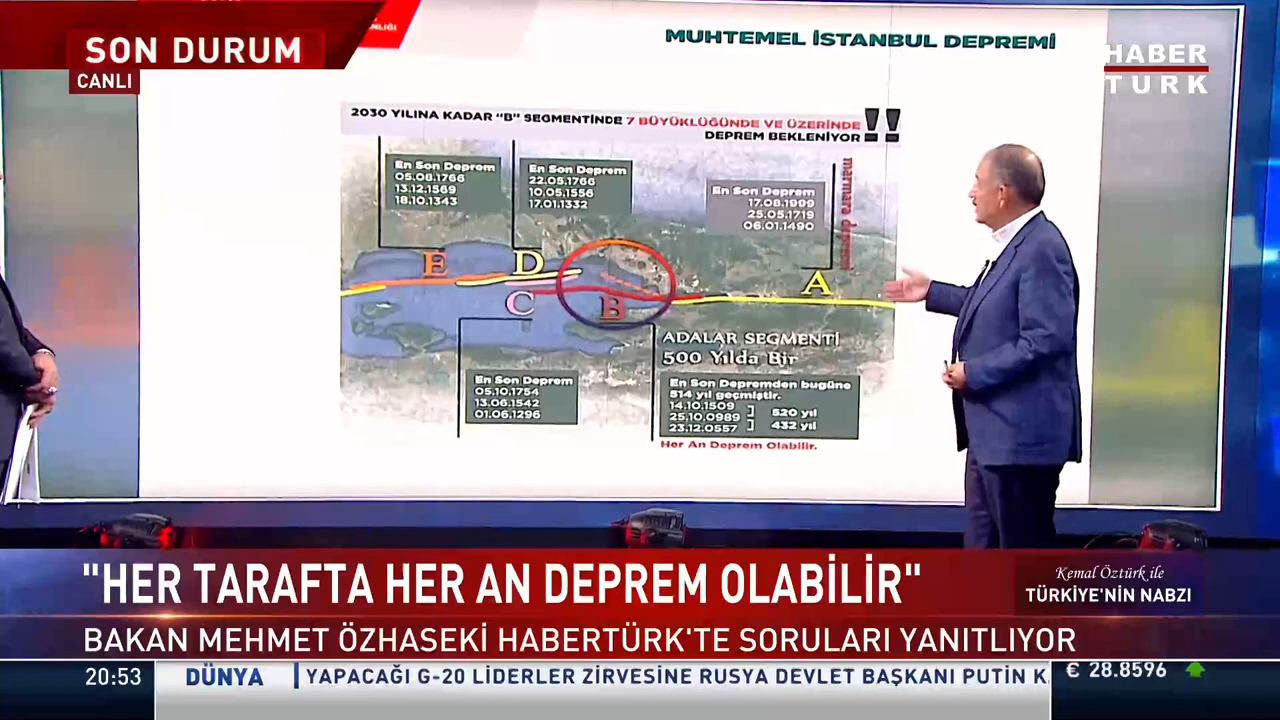 SON DURUM
CANLI
MUHTEMEL İSTANBUL DEPREMİ
HABER
TURK
2030 YILINA KADAR "B" SEGMENTİNDE 7 BÜYÜKLÜĞÜNDE VE ÜZERİNDE
DEPREM BEKLENİYOR !!
En Son Deprem
05.08.1766
13.12.1569
18.10.1343
En Son Deprem
22.05.1766
10.05.1556
17.01.1332
En Son Deprem
17.08.1999
25.05.1719
06.01.1490
marmara
E
D
C
B
A
ADALAR SEGMENTİ
500 Yılda Bir
En Son Deprem
05.10.1754
13.06.1542
01.06.1296
En Son Depremden bugüne
514 yıl geçmiştir.
14.10.1509
25.10.0989 ] 520 yıl
23.12.0557 ] 432 yıl
Her An Deprem Olabilir.
"HER TARAFTA HER AN DEPREM OLABİLİR"
Kemal Öztürk ile
TÜRKİYE'NİN NABZI
BAKAN MEHMET ÖZHASEKİ HABERTÜRK'TE SORULARI YANITLIYOR
20:53 DÜNYA YAPACAĞI G-20 LİDERLER ZİRVESİNE RUSYA DEVLET BAŞKANI PUTİN K € 28.8596